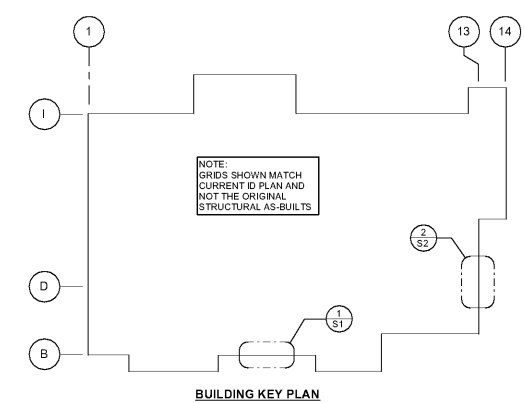 1
13
14
I
NOTE:
GRIDS SHOWN MATCH
CURRENT ID PLAN AND
NOT THE ORIGINAL
STRUCTURAL AS-BUILTS
2
S2
D
1
S1
B
BUILDING KEY PLAN